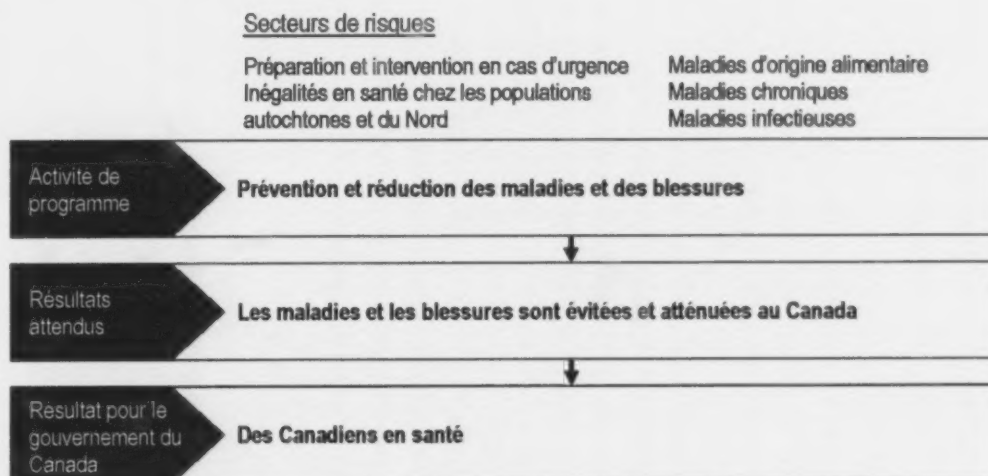 Secteurs de risques
Préparation et intervention en cas d'urgence
Inégalités en santé chez les populations
autochtones et du Nord
Maladies d'origine alimentaire
Maladies chroniques
Maladies infectieuses
Activité de
programme
Prévention et réduction des maladies et des blessures
Résultats
attendus
Les maladies et les blessures sont évitées et atténuées au Canada
Résultat pour le
gouvernement du
Canada
Des Canadiens en santé